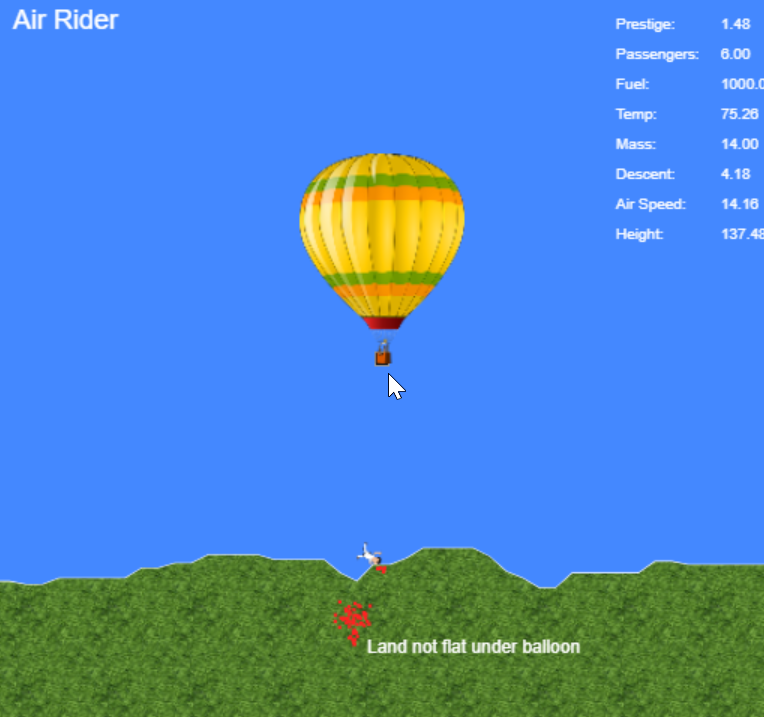 Air Rider
Prestige: 1.48
Passengers: 6.00
Fuel: 1000.0
Temp: 75.26
Mass: 14.00
Descent: 4.18
Air Speed: 14.16
Height: 137.48
Land not flat under balloon